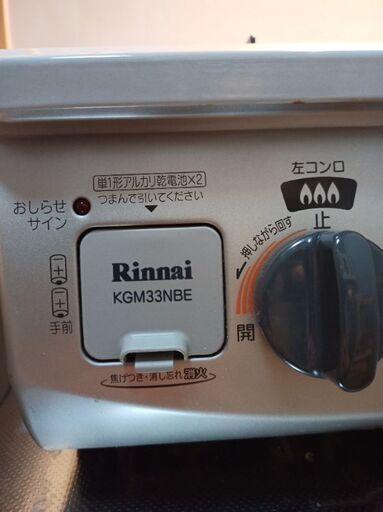 単1形アルカリ乾電池×2
つまんで引いてください
おしらせ
サイン
手前
Rinnai
KGM33NBE
焦げつき・消し忘れ消火
左コンロ
止
押しながら回す
開